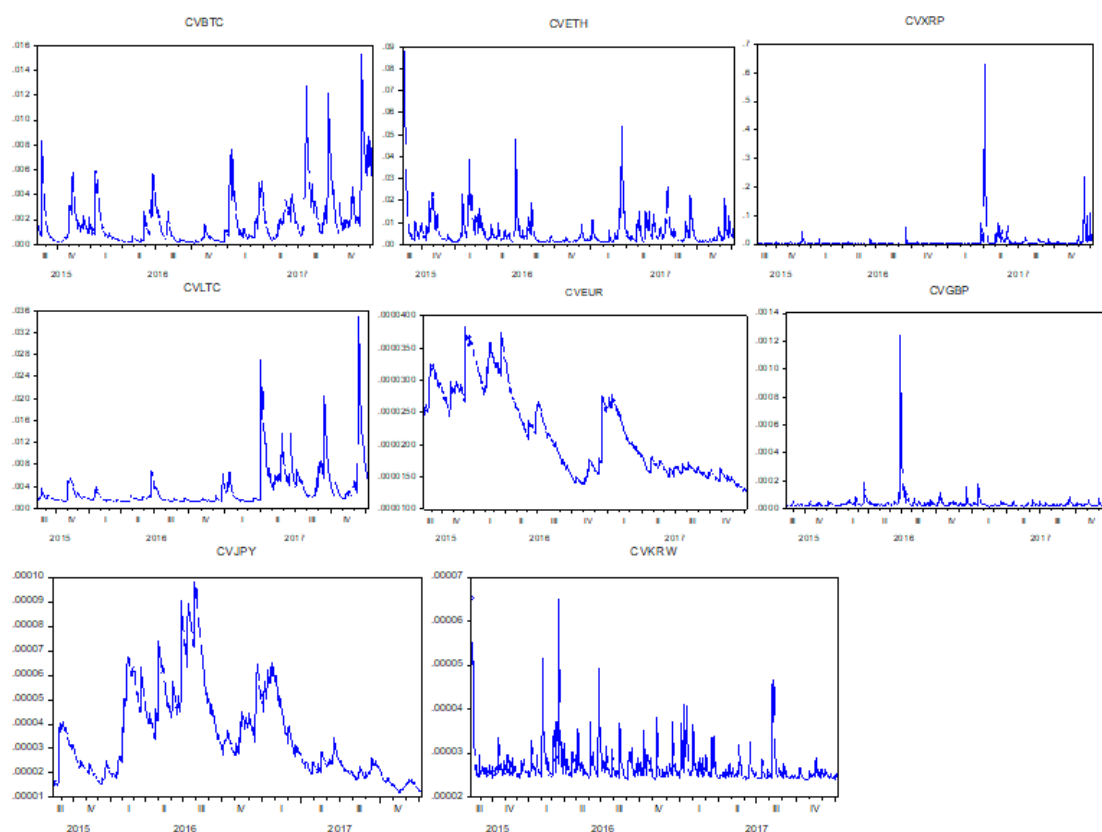 CVBTC
.016
.014
.012
.010
.008
.006
.004
.002
.000
III IV I II III IV I II III IV
2015 2016 2017
CVETH
.09
.08
.07
.06
.05
.04
.03
.02
.01
.00
III IV I II III IV I II III IV
2015 2016 2017
CVXRP
.7
.6
.5
.4
.3
.2
.1
.0
III IV I II III IV I II III IV
2015 2016 2017
CVLTC
.036
.032
.028
.024
.020
.016
.012
.008
.004
.000
III IV I II III IV I II III IV
2015 2016 2017
CVEUR
.0000400
.0000350
.0000300
.0000250
.0000200
.0000150
.0000100
III IV I II III IV I II III IV
2015 2016 2017
CVGBP
.0014
.0012
.0010
.0008
.0006
.0004
.0002
.0000
III IV I II III IV I II III IV
2015 2016 2017
CVJPY
.00010
.00009
.00008
.00007
.00006
.00005
.00004
.00003
.00002
.00001
III IV I II III IV I II III IV
2015 2016 2017
CVKRW
.00007
.00006
.00005
.00004
.00003
.00002
III IV I II III IV I II III IV
2015 2016 2017